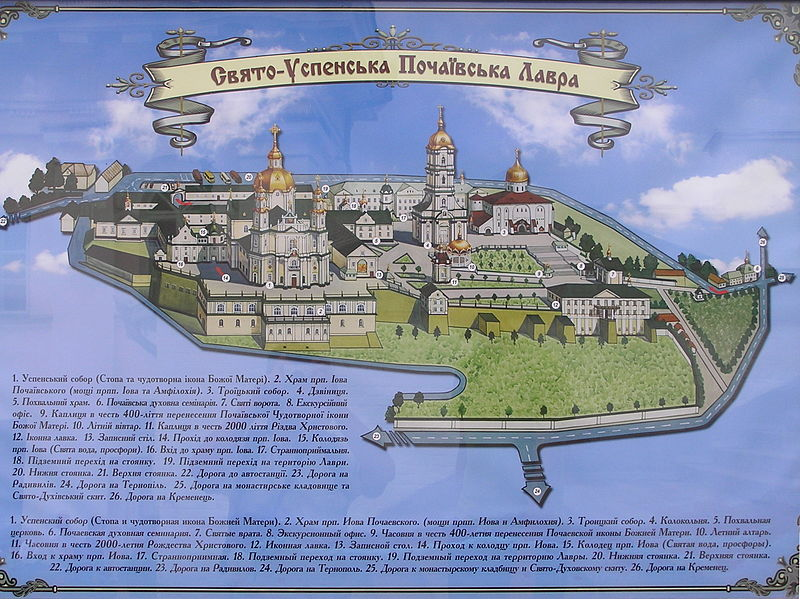 Свято-Успенська Почаївська Лавра
1. Успенський собор (Стопа та чудотворна ікона Божої Матері). 2. Храм прп. Іова
Почаївського (мощі прпп. Іова та Амфілохія). 3. Троїцький собор. 4. Дзвіниця.
5. Похвальний храм. 6. Почаївська духовна семінарія. 7. Святі ворота. 8. Екскурсійний
офіс. 9. Каплиця в честь 400-ліття перенесення Почаївської Чудотворної ікони
Божої Матері. 10. Літній вівтар. 11. Каплиця в честь 2000 ліття Різдва Христового.
12. Іконна лавка. 13. Записний стіл. 14. Прохід до колодязя прп. Іова. 15. Колодязь
прп. Іова (Свята вода, просфори). 16. Вхід до храму прп. Іова. 17. Странноприймальня.
18. Підземний перехід на стоянку. 19. Підземний перехід на територію Лаври.
20. Нижня стоянка. 21. Верхня стоянка. 22. Дорога до автостанції. 23. Дорога на
Радивилів. 24. Дорога на Тернопіль. 25. Дорога на монастирське кладовище та
Свято-Духівський скит. 26. Дорога на Кременець.
1. Успенский собор (Стопа и чудотворная икона Божией Матери). 2. Храм прп. Иова Почаевского. (мощи прпп. Иова и Амфилохия). 3. Троицкий собор. 4. Колокольня. 5. Похвальная
церковь. 6. Почаевская духовная семинария. 7. Святые врата. 8. Экскурсионный офис. 9. Часовня в честь 400-летия перенесения Почаевской иконы Божией Матери. 10. Летний алтарь.
11. Часовня в честь 2000-летия Рождества Христового. 12. Иконная лавка. 13. Записной стол. 14. Проход к колодцу прп. Иова. 15. Колодец прп. Иова (Святая вода, просфоры).
16. Вход к храму прп. Иова. 17. Странноприимная. 18. Подземный переход на стоянку. 19. Подземный переход на территорию Лавры. 20. Нижняя стоянка. 21. Верхняя стоянка.
22. Дорога к автостанции. 23. Дорога на Радивилов. 24. Дорога на Тернополь. 25. Дорога к монастырскому кладбищу и Свято-Духовскому скиту. 26. Дорога на Кременец.